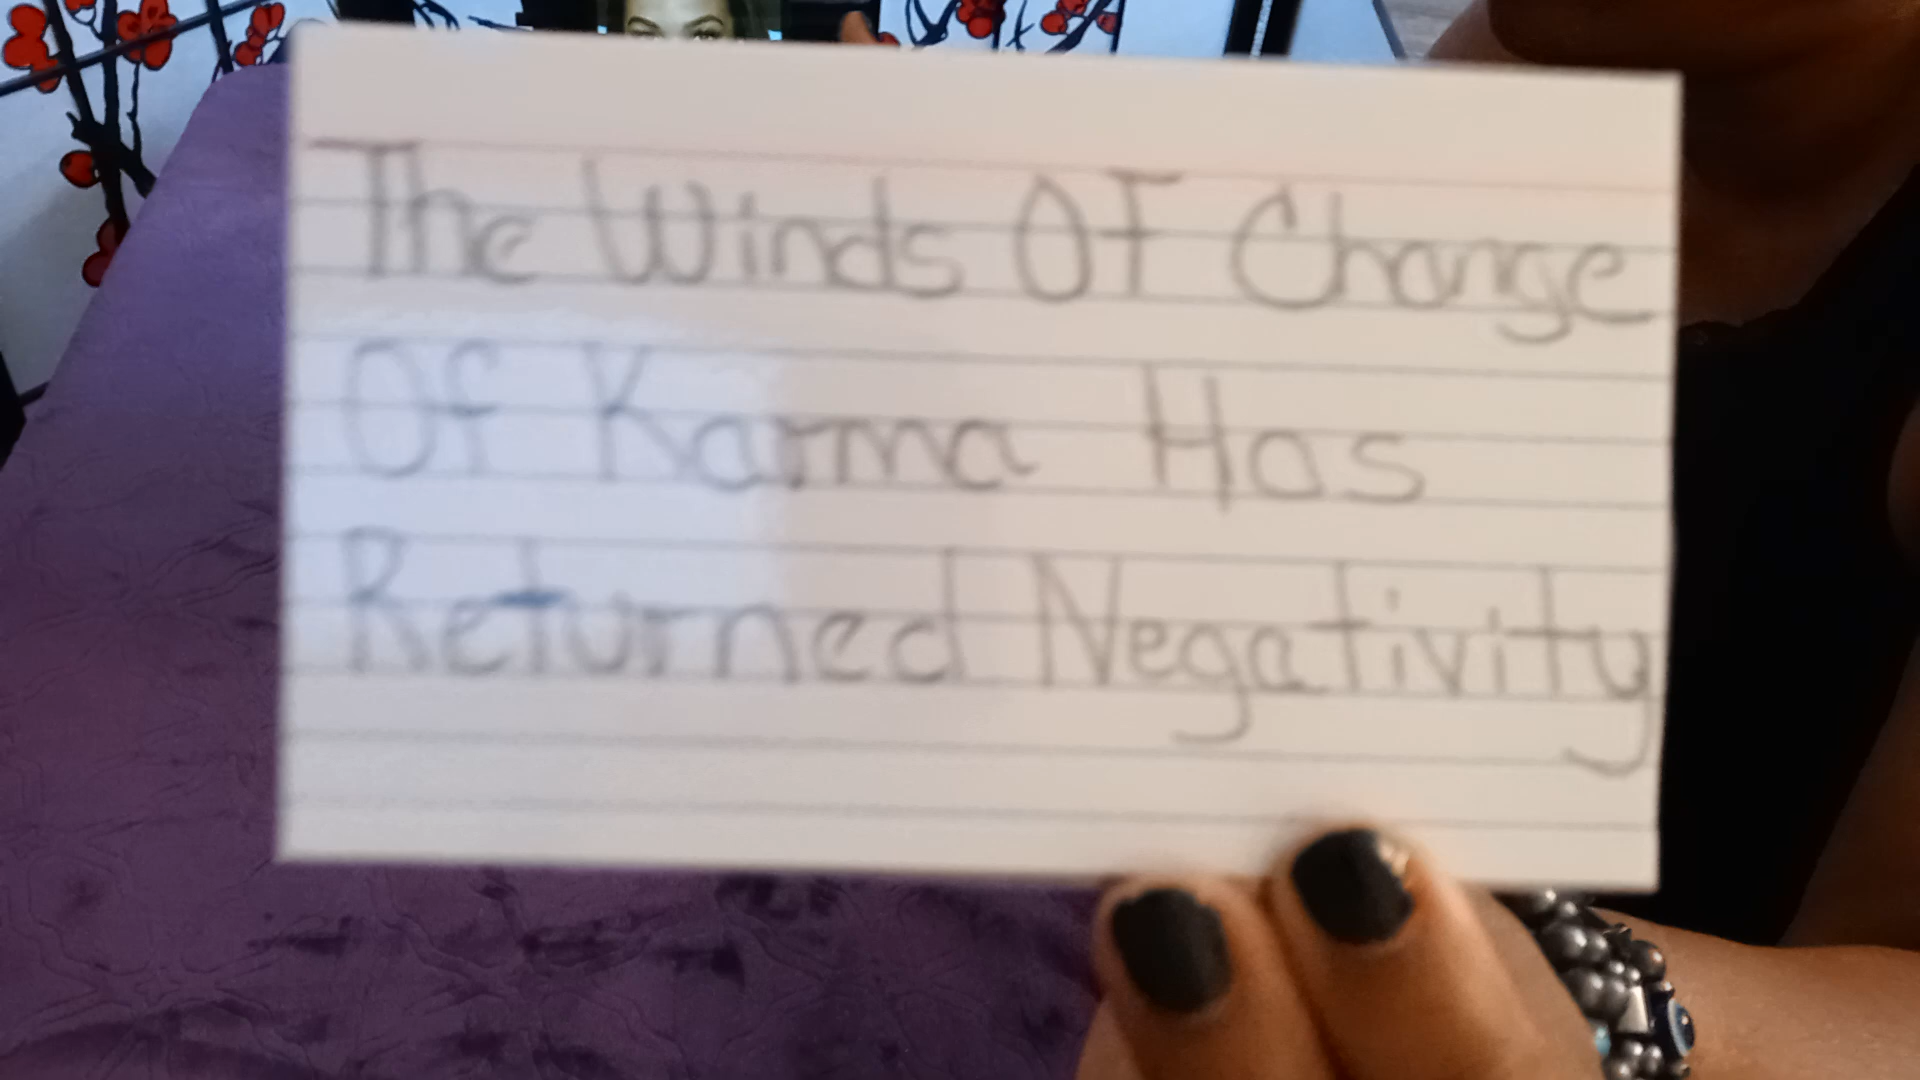 The Winds Of Change
Of Karma Has
Returned Negativity